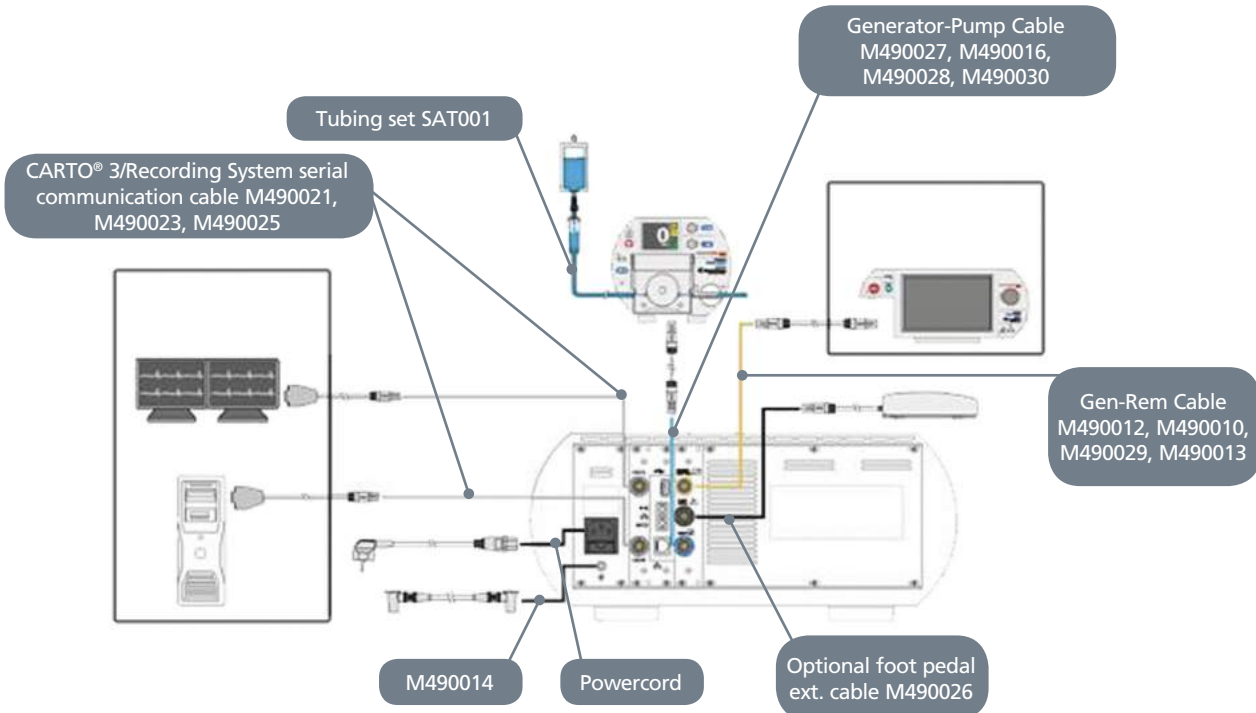 Generator-Pump Cable
M490027, M490016,
M490028, M490030
Tubing set SAT001
CARTO® 3/Recording System serial
communication cable M490021,
M490023, M490025
0
Gen-Rem Cable
M490012, M490010,
M490029, M490013
M490014
Powercord
Optional foot pedal
ext. cable M490026